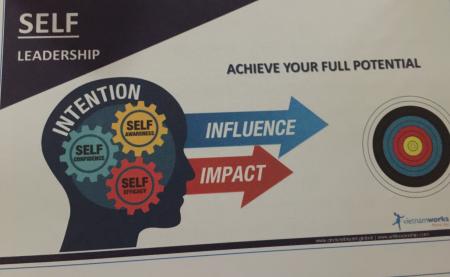 SELF
LEADERSHIP
ACHIEVE YOUR FULL POTENTIAL
INTENTION
SELF
AWARENESS
SELF
CONFIDENCE
SELF
EFFICACY
INFLUENCE
IMPACT
vietnamworks